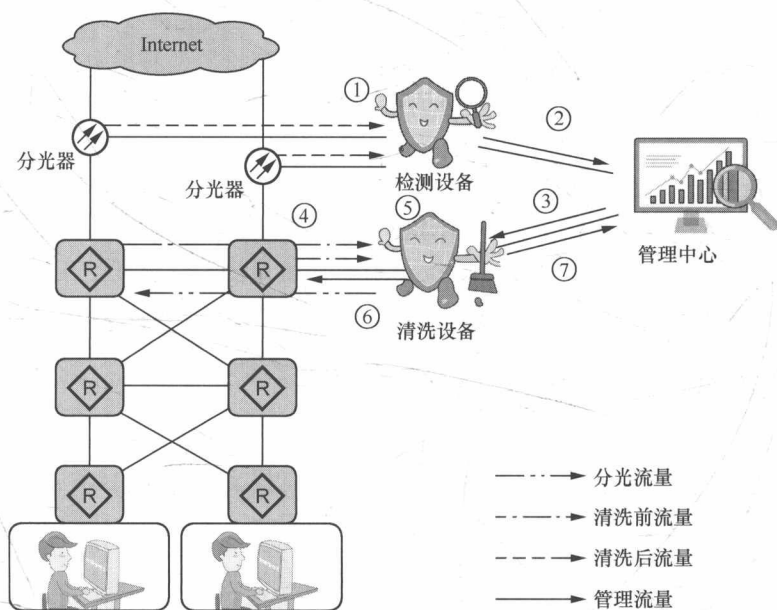 Internet
①
②
分光器
分光器
检测设备
④
⑤
③
管理中心
⑦
⑥
清洗设备
R
R
R
R
R
R
分光流量
清洗前流量
清洗后流量
管理流量